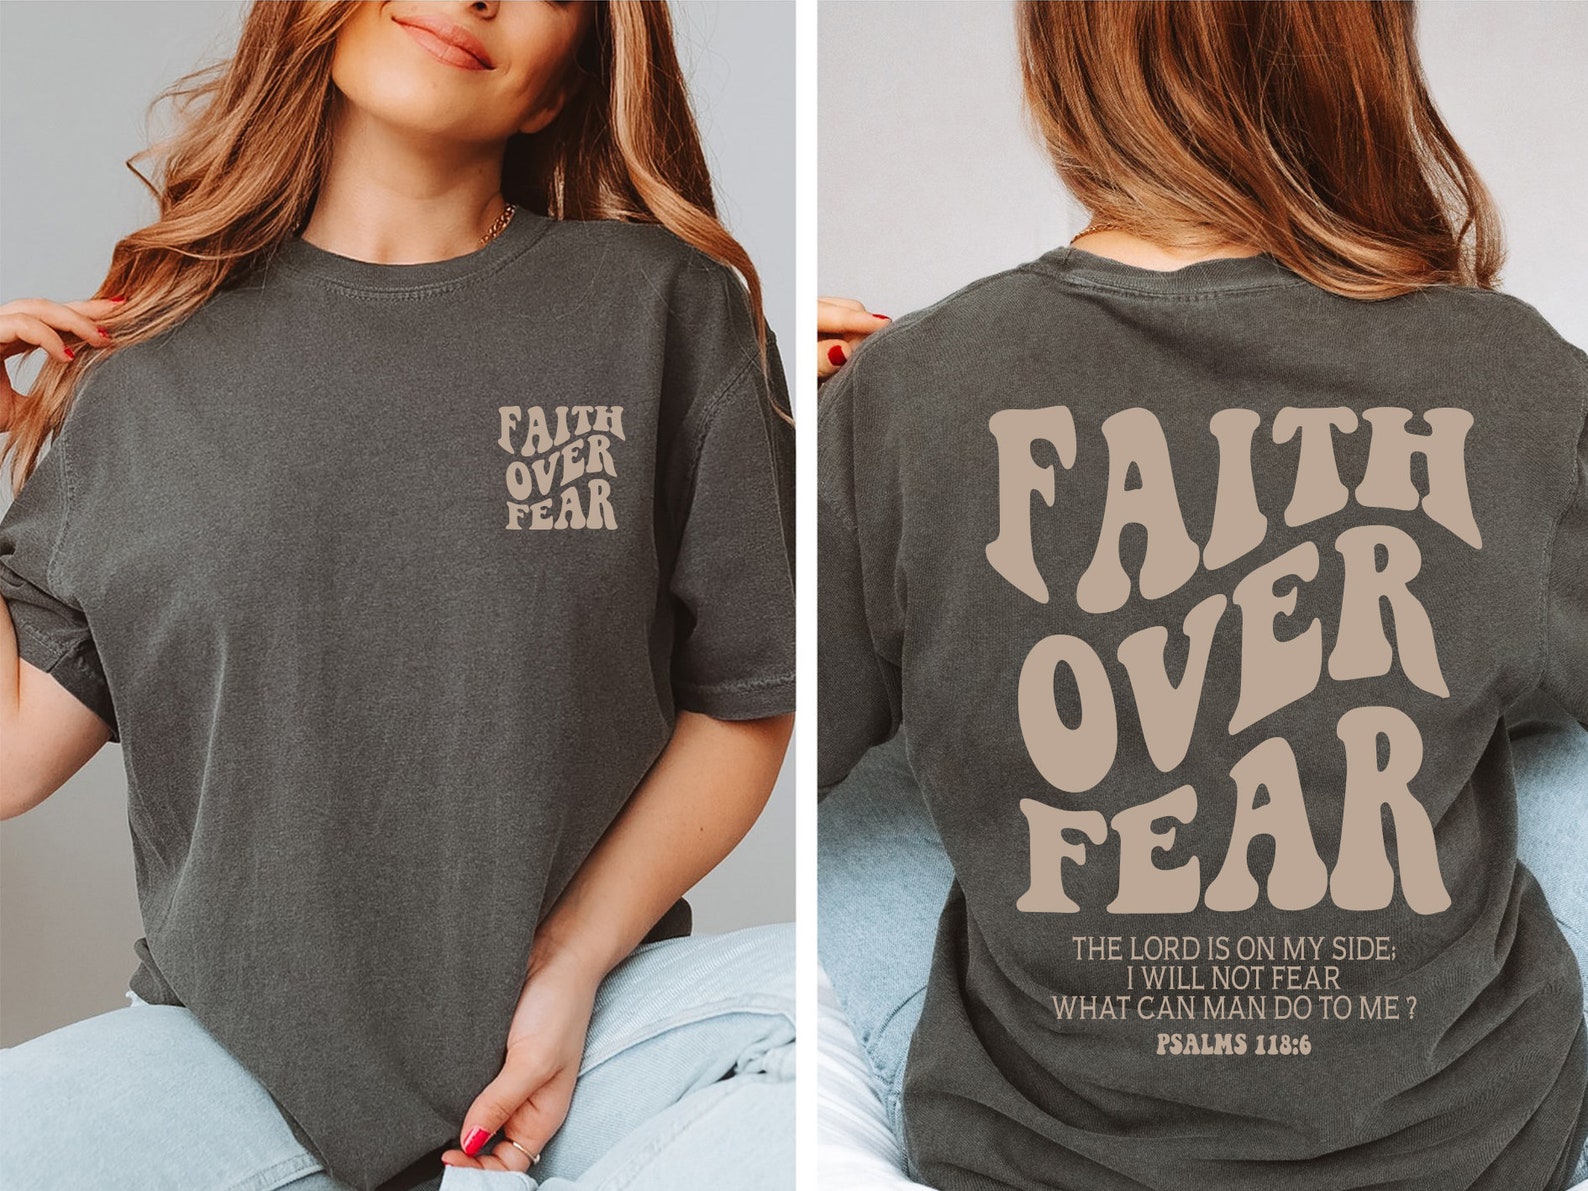 FAITH
OVER
FEAR
FAITH
OVER
FEAR
THE LORD IS ON MY SIDE;
I WILL NOT FEAR
WHAT CAN MAN DO TO ME ?
PSALMS 118:6